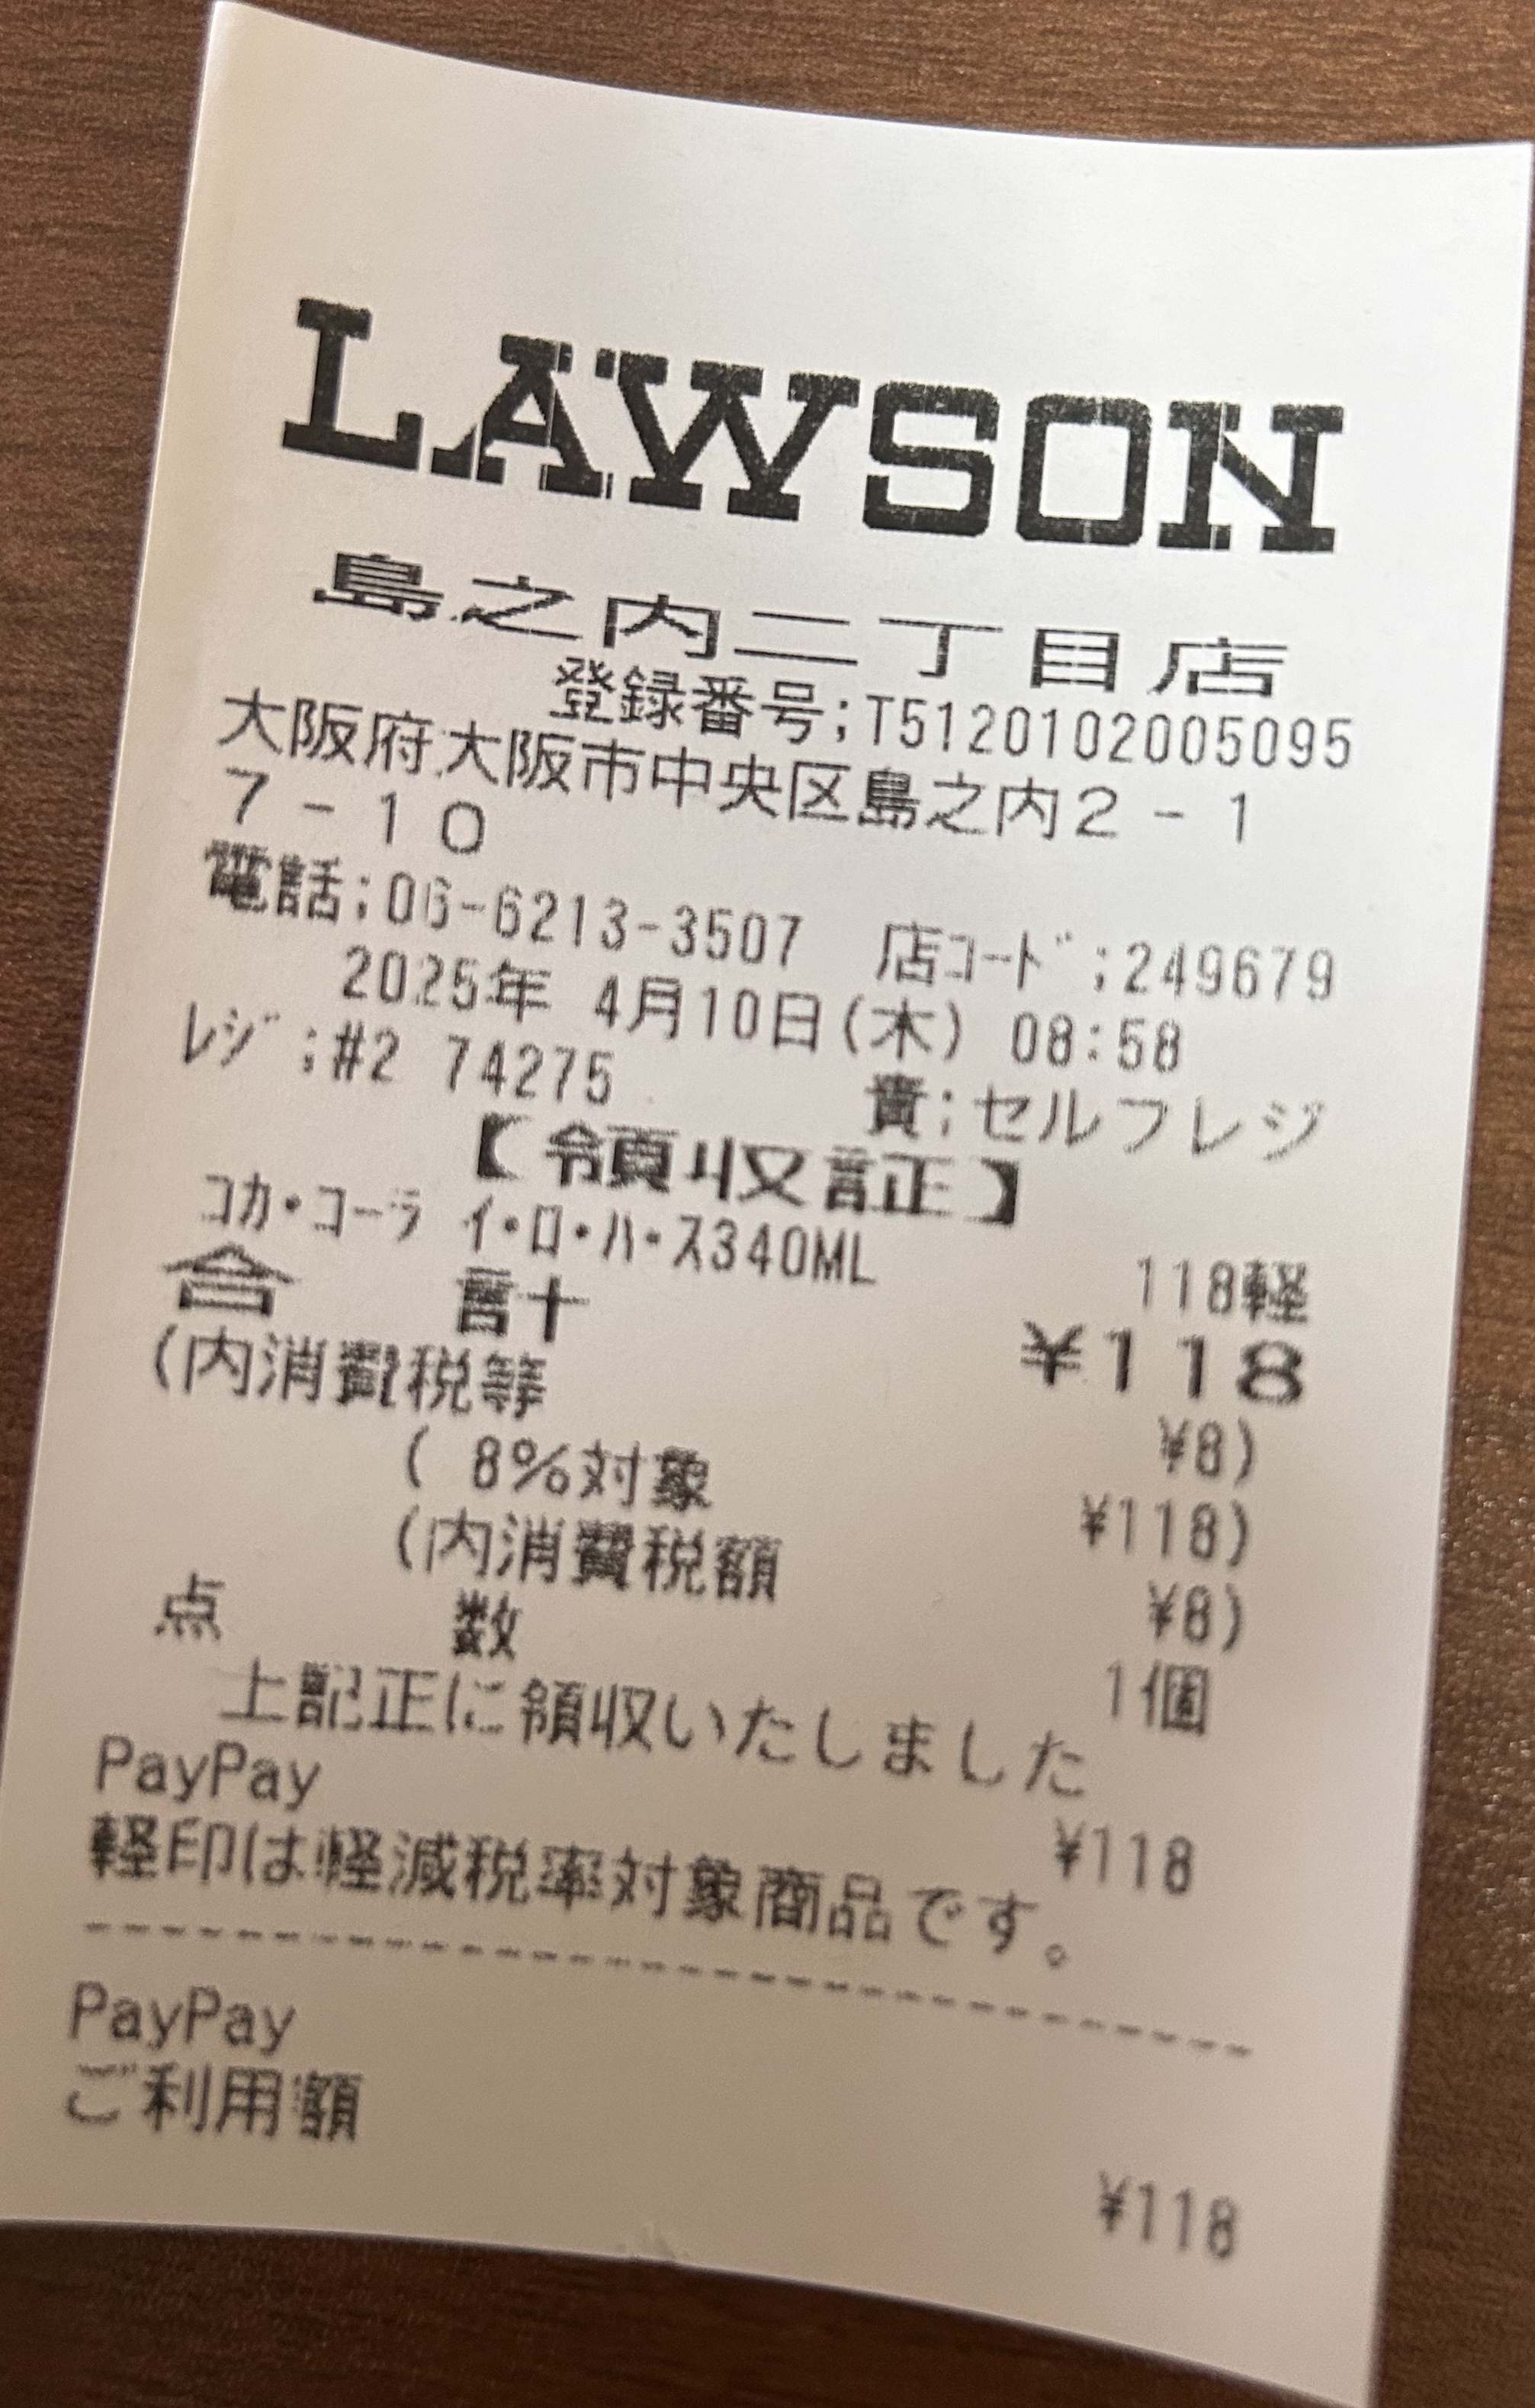 LAWSON
島之内二丁目店
登録番号;T5120102005095
大阪府大阪市中央区島之内2-1
7-10
電話;06-6213-3507 店ｺｰﾄﾞ;249679
2025年 4月10日(木) 08:58
ﾚｼﾞ;#2 74275 責:セルフレジ
【領収証】
ｺｶ･ｺｰﾗ ｲ･ﾛ･ﾊ･ｽ340ML 118軽
合 計 ¥118
(内消費税等 ¥8)
( 8%対象 ¥118)
(内消費税額 ¥8)
点 数 1個
上記正に領収いたしました
PayPay ¥118
軽印は軽減税率対象商品です。
PayPay
ご利用額 ¥118